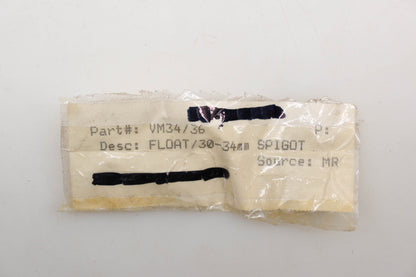 Part#: VM34/36 P:
Desc: FLOAT/30-34mm SPIGOT
Source: MR